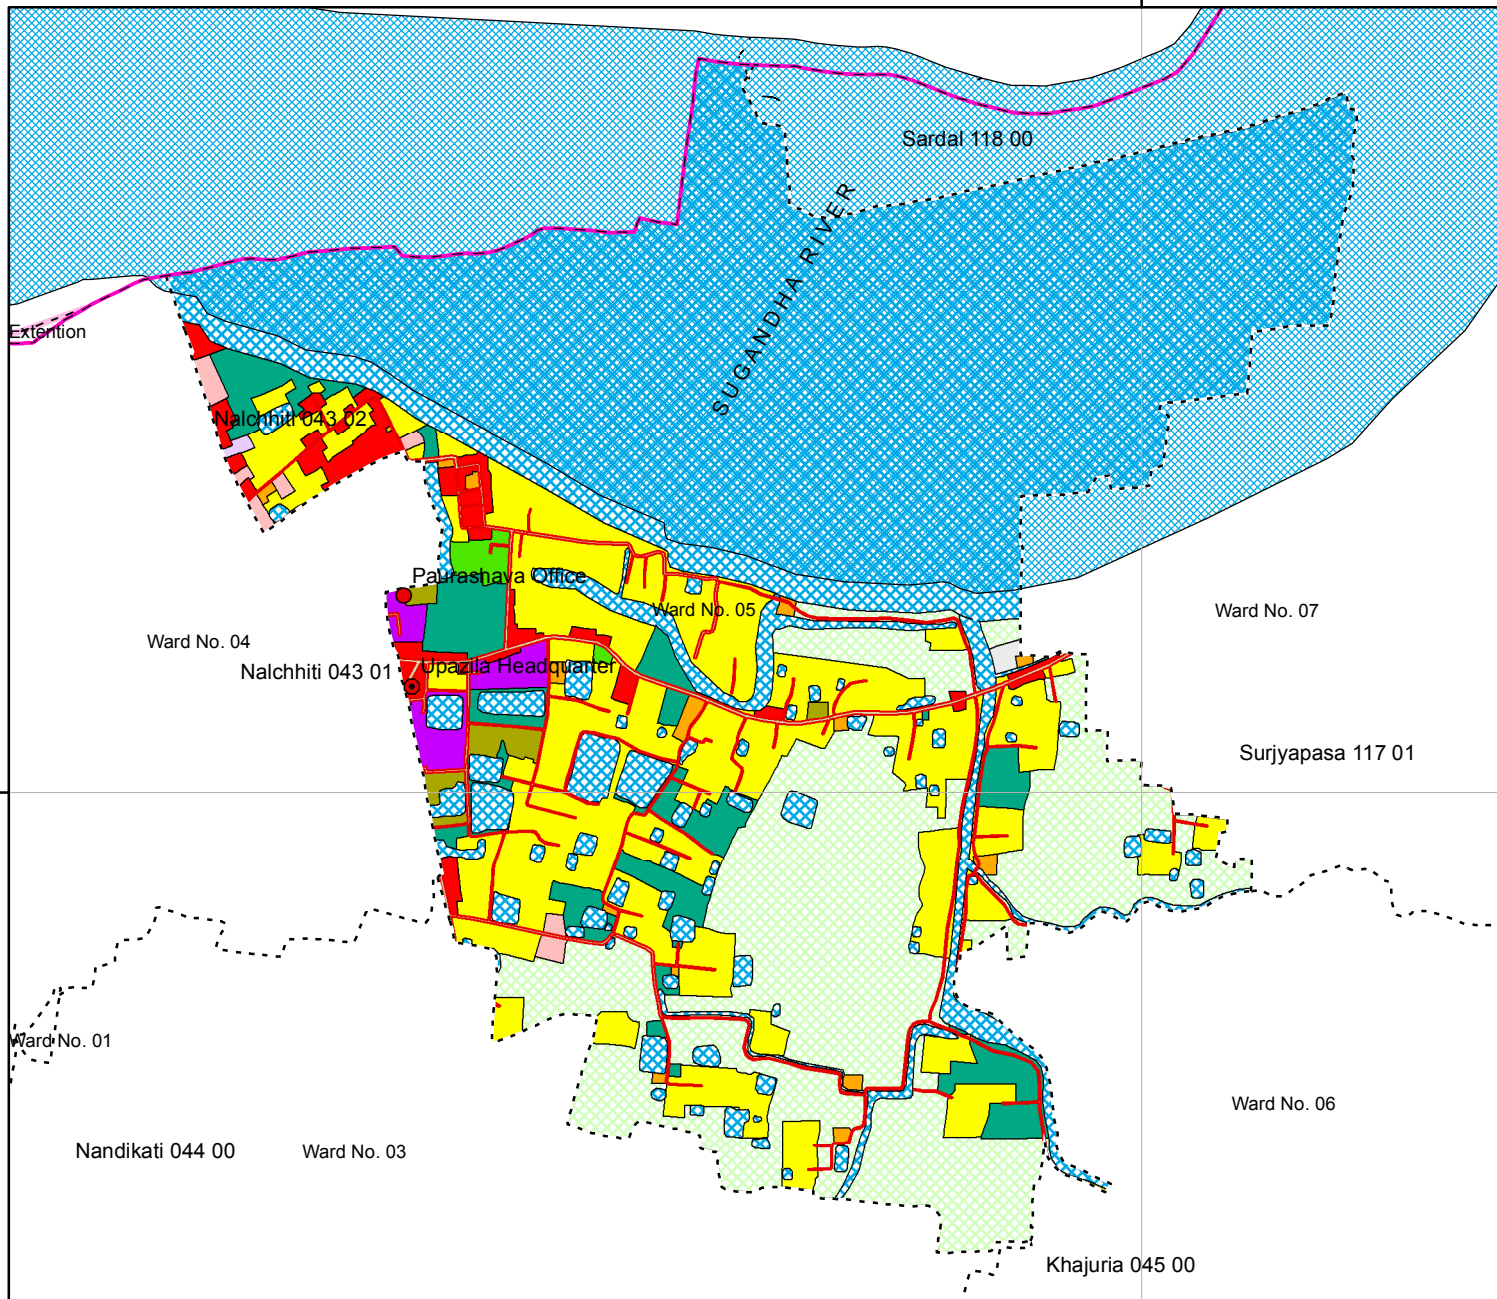 Sardal 118 00
SUGANDHA RIVER
Extention
Nalchhiti 043 02
Paurashava Office
Ward No. 05
Ward No. 07
Ward No. 04
Nalchhiti 043 01
Upazila Headquarter
Surjyapasa 117 01
Ward No. 01
Ward No. 06
Nandikati 044 00
Ward No. 03
Khajuria 045 00